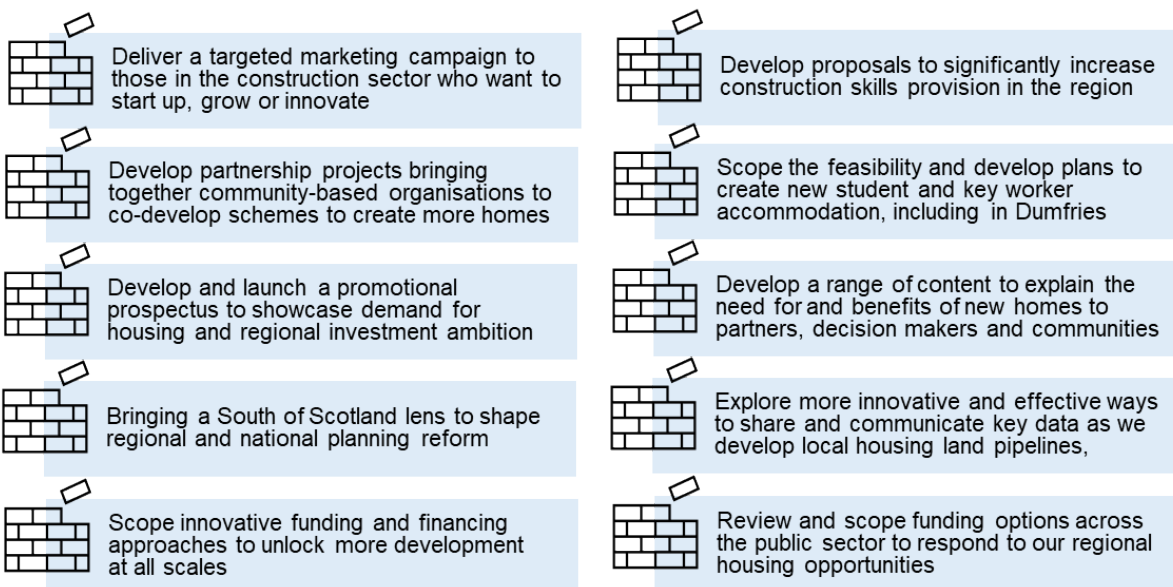 Deliver a targeted marketing campaign to
those in the construction sector who want to
start up, grow or innovate
Develop partnership projects bringing
together community-based organisations to
co-develop schemes to create more homes
Develop and launch a promotional
prospectus to showcase demand for
housing and regional investment ambition
Bringing a South of Scotland lens to shape
regional and national planning reform
Scope innovative funding and financing
approaches to unlock more development
at all scales
Develop proposals to significantly increase
construction skills provision in the region
Scope the feasibility and develop plans to
create new student and key worker
accommodation, including in Dumfries
Develop a range of content to explain the
need for and benefits of new homes to
partners, decision makers and communities
Explore more innovative and effective ways
to share and communicate key data as we
develop local housing land pipelines,
Review and scope funding options across
the public sector to respond to our regional
housing opportunities